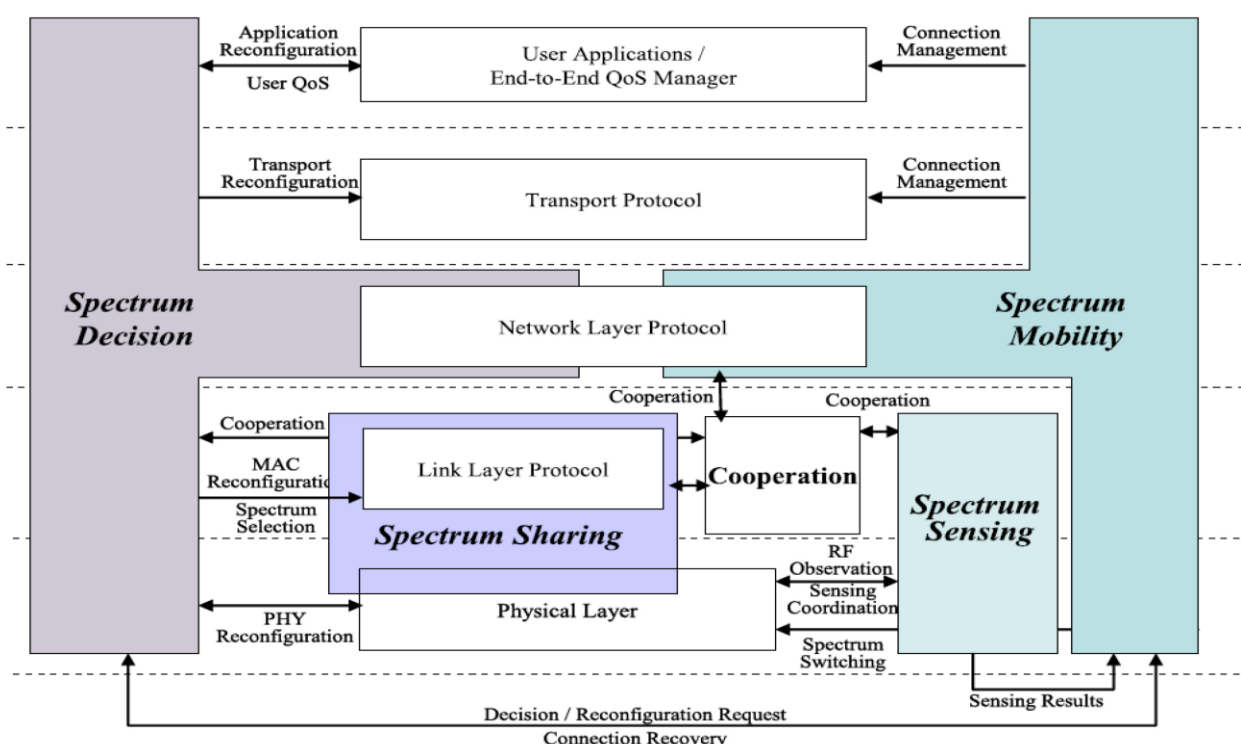 Application
Reconfiguration
User QoS
User Applications /
End-to-End QoS Manager
Connection
Management
Transport
Reconfiguration
Transport Protocol
Connection
Management
Spectrum
Decision
Network Layer Protocol
Spectrum
Mobility
Cooperation
Cooperation
Cooperation
MAC
Reconfiguratio
Spectrum
Selection
Link Layer Protocol
Spectrum Sharing
Cooperation
Spectrum
Sensing
RF
Observation
Sensing
Coordination
PHY
Reconfiguration
Physical Layer
Spectrum
Switching
Sensing Results
Decision / Reconfiguration Request
Connection Recovery